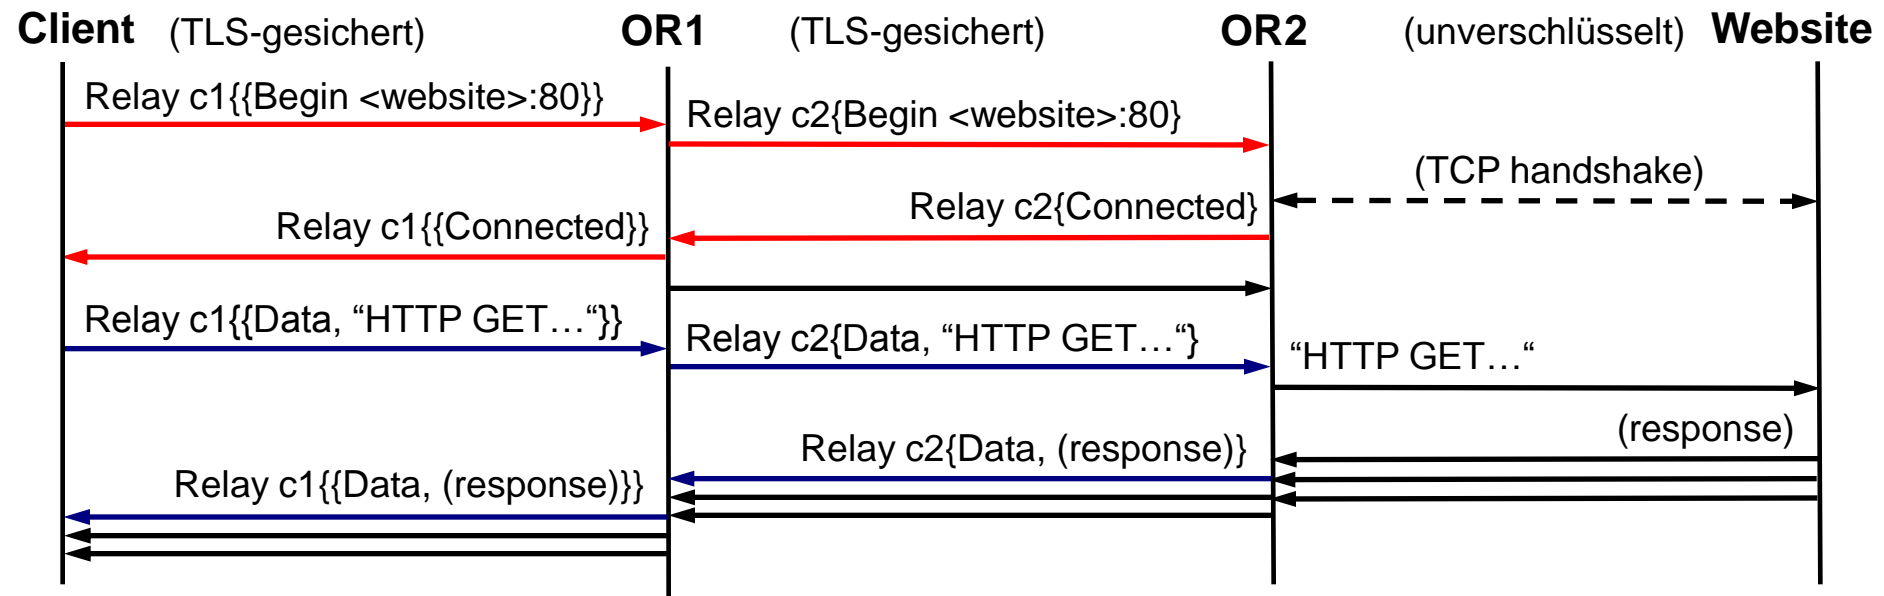 Client (TLS-gesichert) OR1 (TLS-gesichert) OR2 (unverschlüsselt) Website
Relay c1{{Begin <website>:80}}
Relay c2{Begin <website>:80}
(TCP handshake)
Relay c2{Connected}
Relay c1{{Connected}}
Relay c1{{Data, “HTTP GET…“}}
Relay c2{Data, “HTTP GET…“}
“HTTP GET…“
(response)
Relay c2{Data, (response)}
Relay c1{{Data, (response)}}